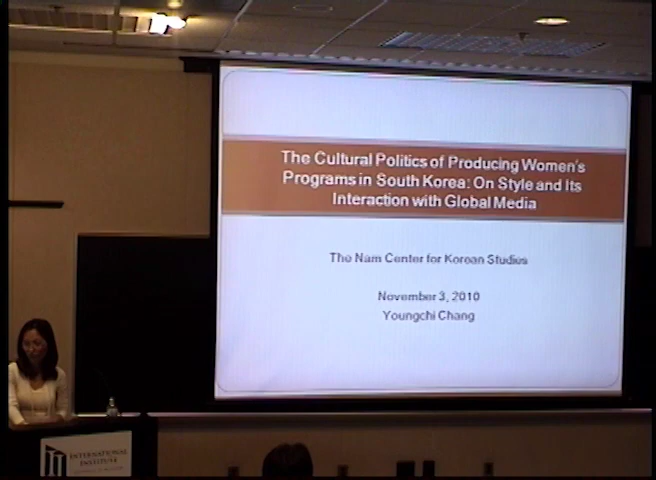 The Cultural Politics of Producing Women's
Programs in South Korea: On Style and Its
Interaction with Global Media
The Nam Center for Korean Studies
November 3, 2010
Youngchi Chang
INTERNATIONAL
INSTITUTE